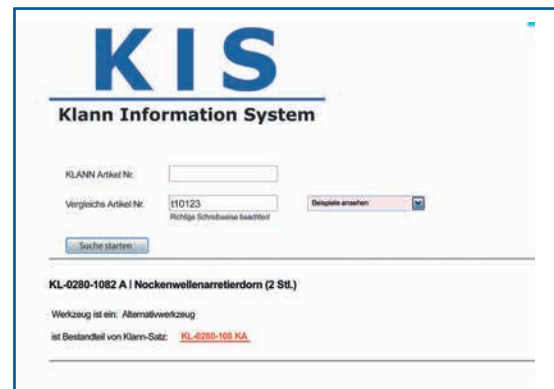 KIS
Klann Information System
KLANN Artikel Nr.
Vergleichs Artikel Nr. t10123 Beispiele ansehen
Richtige Schreibweise beachten!
Suche starten
KL-0280-1082 A | Nockenwellenarretierdorn (2 Stl.)
Werkzeug ist ein: Alternativwerkzeug
ist Bestandteil von Klann-Satz: KL-0280-108 KA